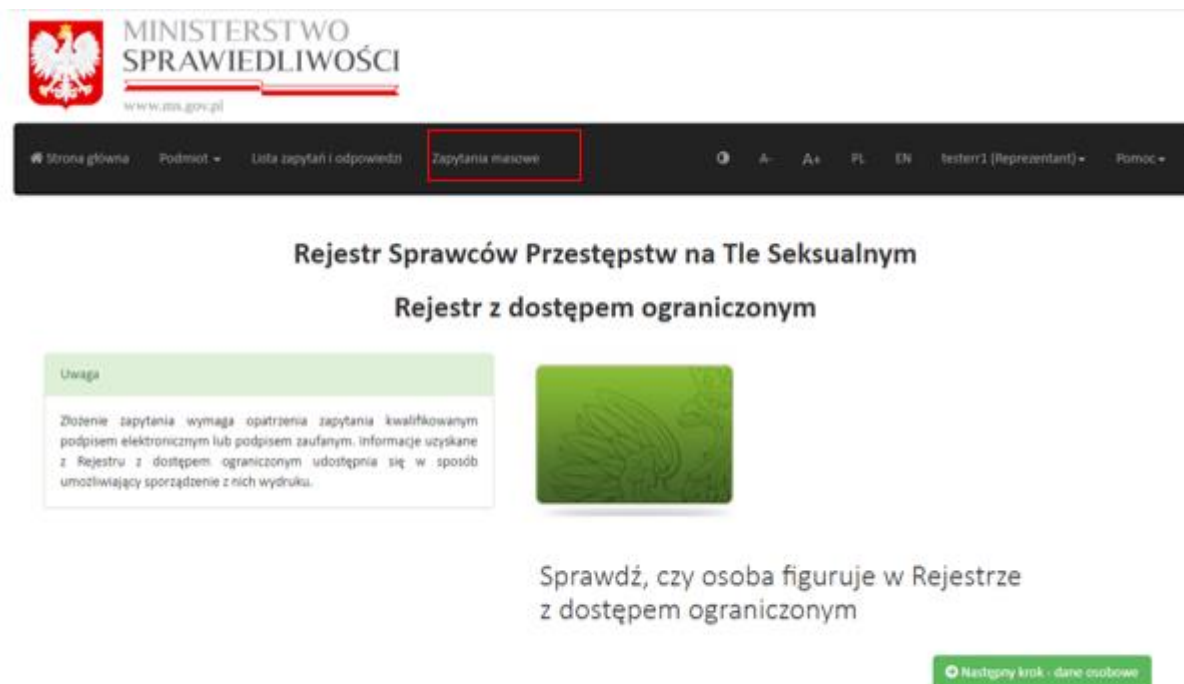 MINISTERSTWO
SPRAWIEDLIWOŚCI
www.ms.gov.pl
Strona główna Podmiot Lista zapytań i odpowiedzi Zapytania masowe A- A+ PL EN testerr1 (Reprezentant) Pomoc
Rejestr Sprawców Przestępstw na Tle Seksualnym
Rejestr z dostępem ograniczonym
Uwaga
Złożenie zapytania wymaga opatrzenia zapytania kwalifikowanym
podpisem elektronicznym lub podpisem zaufanym. Informacje uzyskane
z Rejestru z dostępem ograniczonym udostępnia się w sposób
umożliwiający sporządzenie z nich wydruku.
Sprawdź, czy osoba figuruje w Rejestrze
z dostępem ograniczonym
Następny krok - dane osobowe